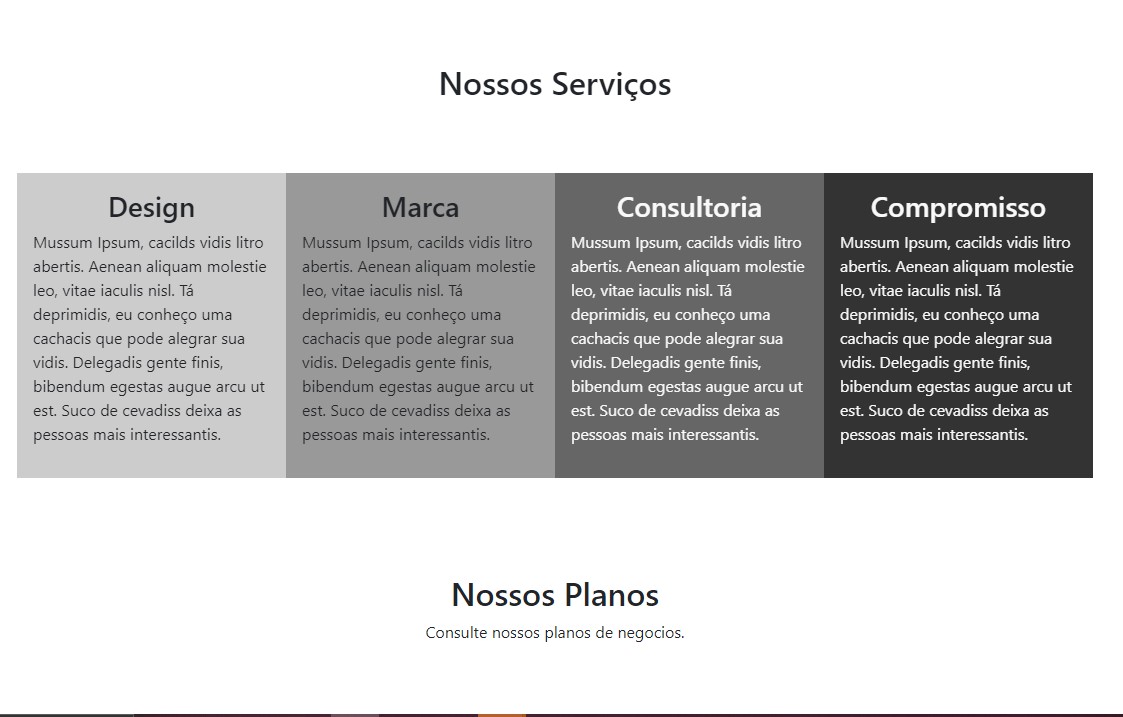 Nossos Serviços
Design
Mussum Ipsum, cacilds vidis litro
abertis. Aenean aliquam molestie
leo, vitae iaculis nisl. Tá
deprimidis, eu conheço uma
cachacis que pode alegrar sua
vidis. Delegadis gente finis,
bibendum egestas augue arcu ut
est. Suco de cevadiss deixa as
pessoas mais interessantis.
Marca
Mussum Ipsum, cacilds vidis litro
abertis. Aenean aliquam molestie
leo, vitae iaculis nisl. Tá
deprimidis, eu conheço uma
cachacis que pode alegrar sua
vidis. Delegadis gente finis,
bibendum egestas augue arcu ut
est. Suco de cevadiss deixa as
pessoas mais interessantis.
Consultoria
Mussum Ipsum, cacilds vidis litro
abertis. Aenean aliquam molestie
leo, vitae iaculis nisl. Tá
deprimidis, eu conheço uma
cachacis que pode alegrar sua
vidis. Delegadis gente finis,
bibendum egestas augue arcu ut
est. Suco de cevadiss deixa as
pessoas mais interessantis.
Compromisso
Mussum Ipsum, cacilds vidis litro
abertis. Aenean aliquam molestie
leo, vitae iaculis nisl. Tá
deprimidis, eu conheço uma
cachacis que pode alegrar sua
vidis. Delegadis gente finis,
bibendum egestas augue arcu ut
est. Suco de cevadiss deixa as
pessoas mais interessantis.
Nossos Planos
Consulte nossos planos de negocios.